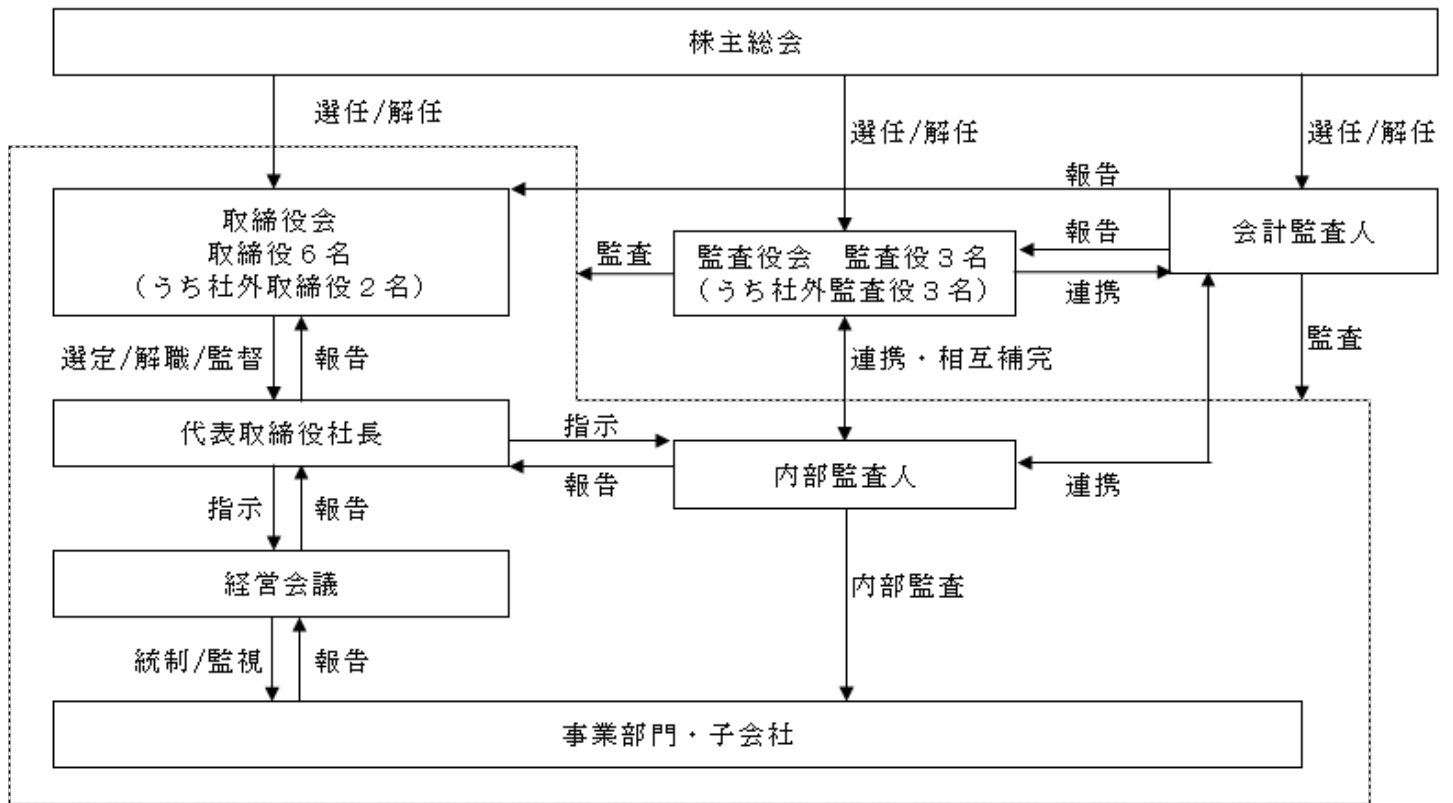 株主総会
選任/解任
選任/解任
選任/解任
取締役会
取締役６名
（うち社外取締役２名）
監査
監査役会　監査役３名
（うち社外監査役３名）
報告
報告
連携
会計監査人
監査
選定/解職/監督
報告
連携・相互補完
代表取締役社長
指示
報告
内部監査人
連携
指示
報告
経営会議
内部監査
統制/監視
報告
事業部門・子会社